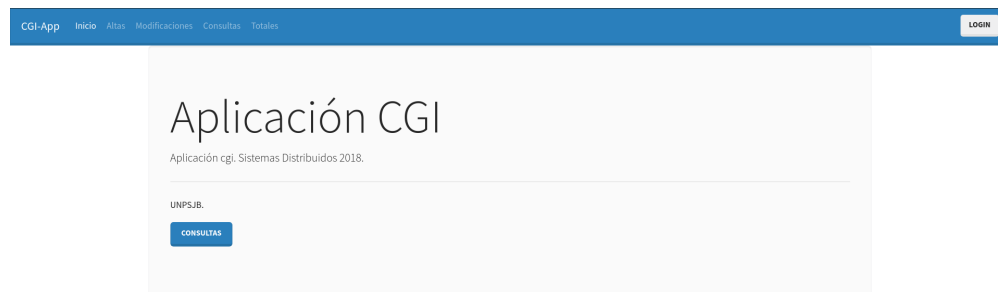 CGI-App Inicio Altas Modificaciones Consultas Totales LOGIN
Aplicación CGI
Aplicación cgi. Sistemas Distribuidos 2018.
UNPSJB.
CONSULTAS